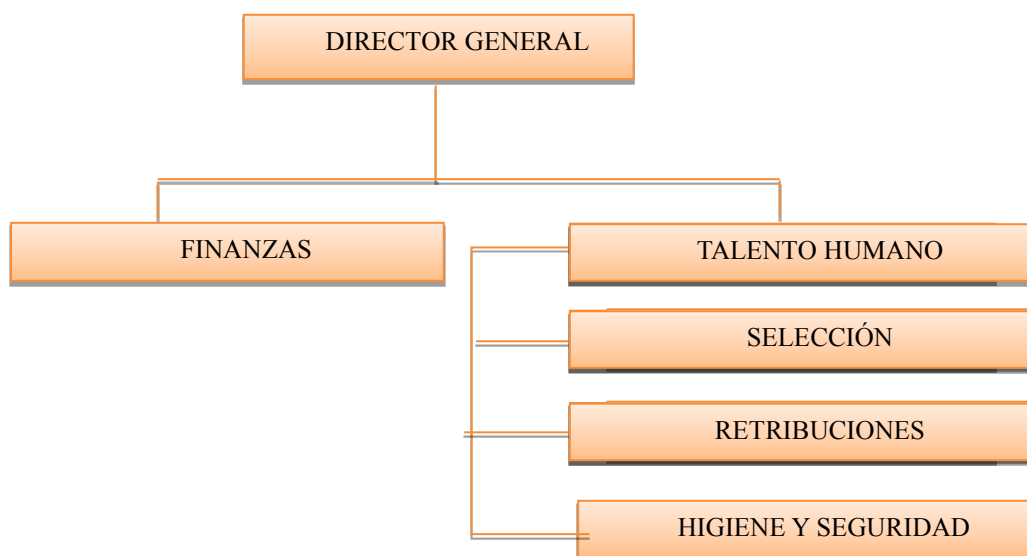 DIRECTOR GENERAL
FINANZAS
TALENTO HUMANO
SELECCIÓN
RETRIBUCIONES
HIGIENE Y SEGURIDAD